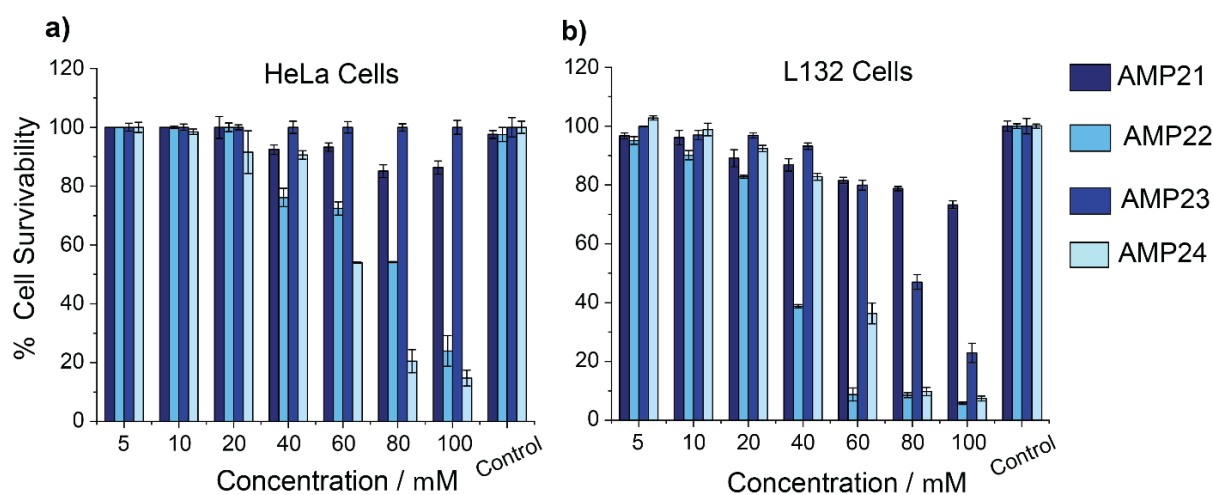 a)
HeLa Cells
120
100
80
60
40
20
0
% Cell Survivability
5 10 20 40 60 80 100 Control
Concentration / mM
b)
L132 Cells
120
100
80
60
40
20
0
5 10 20 40 60 80 100 Control
Concentration / mM
AMP21
AMP22
AMP23
AMP24